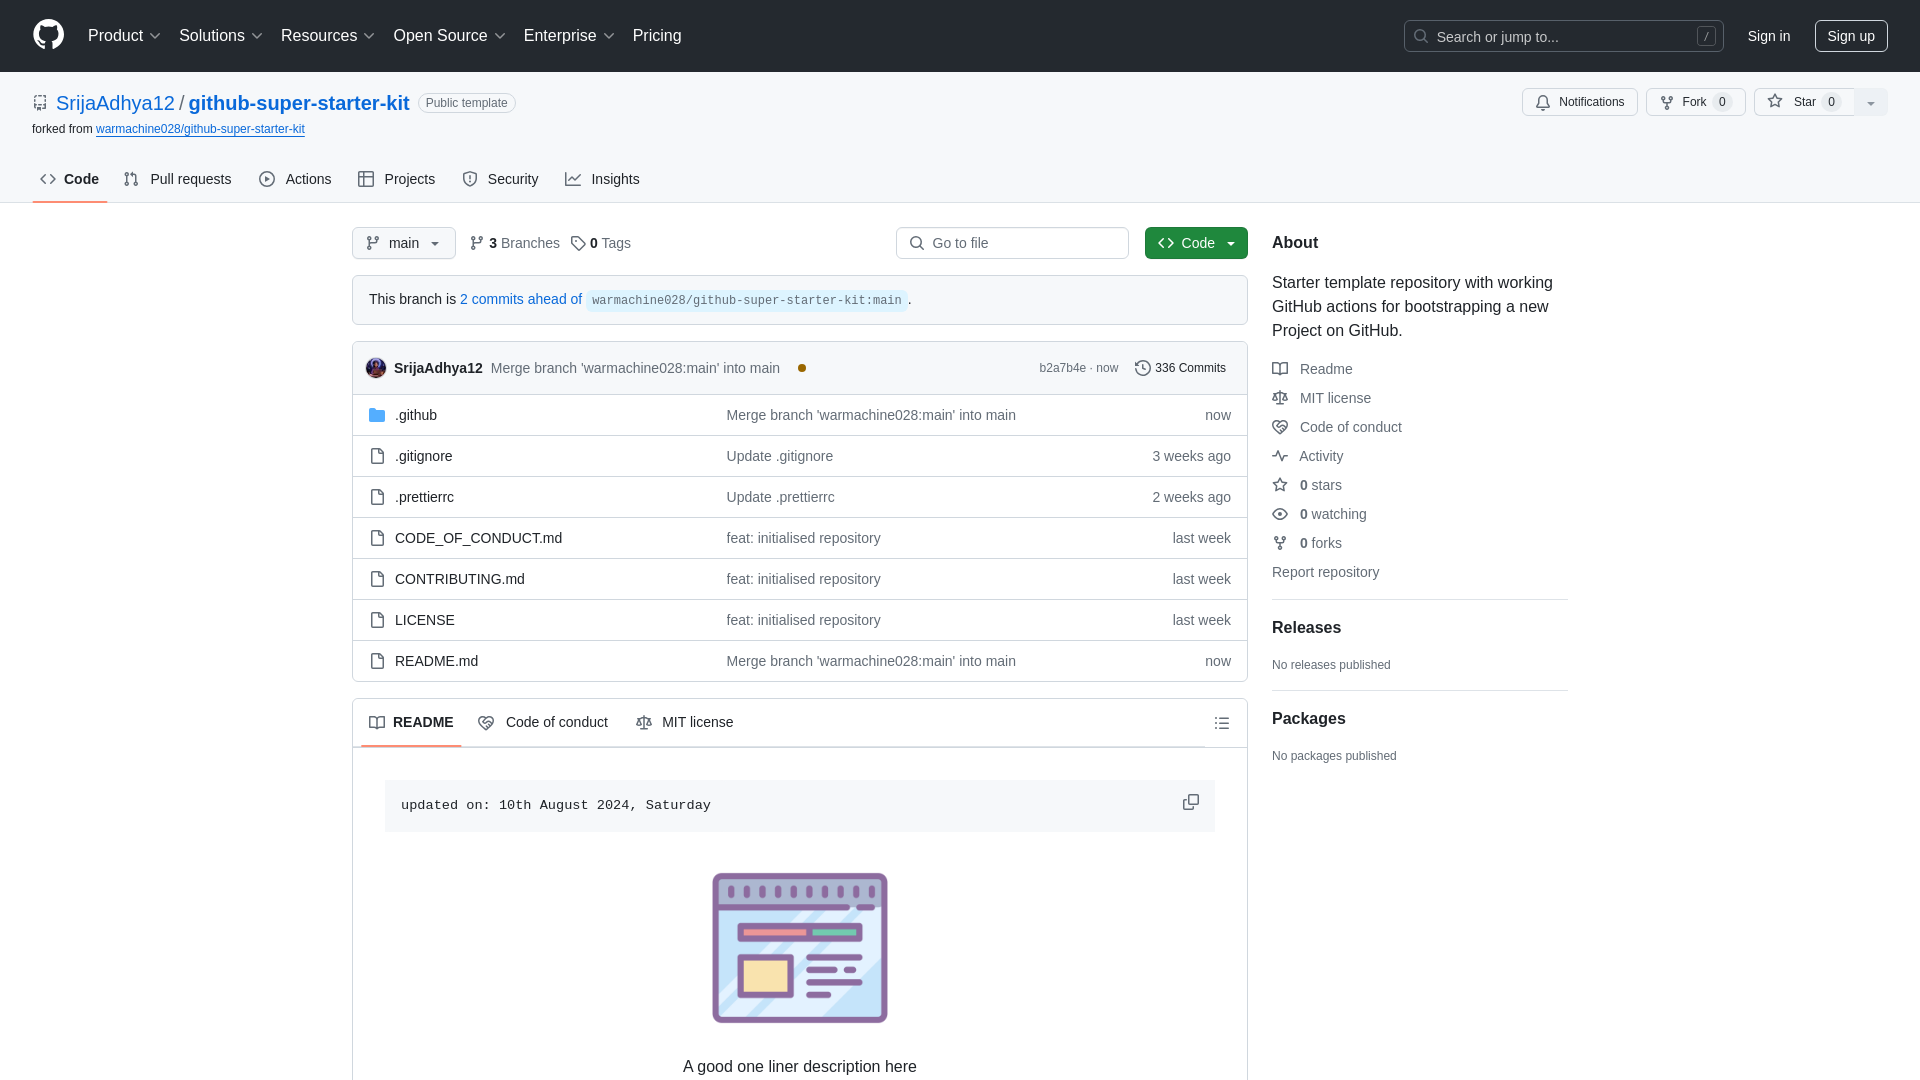 Product Solutions Resources Open Source Enterprise Pricing Search or jump to... / Sign in Sign up
SrijaAdhya12 / github-super-starter-kit Public template Notifications Fork 0 Star 0
forked from warmachine028/github-super-starter-kit
Code Pull requests Actions Projects Security Insights
main 3 Branches 0 Tags Go to file Code
This branch is 2 commits ahead of warmachine028/github-super-starter-kit:main.
SrijaAdhya12 Merge branch 'warmachine028:main' into main b2a7b4e · now 336 Commits
.github Merge branch 'warmachine028:main' into main now
.gitignore Update .gitignore 3 weeks ago
.prettierrc Update .prettierrc 2 weeks ago
CODE_OF_CONDUCT.md feat: initialised repository last week
CONTRIBUTING.md feat: initialised repository last week
LICENSE feat: initialised repository last week
README.md Merge branch 'warmachine028:main' into main now
README Code of conduct MIT license
updated on: 10th August 2024, Saturday
A good one liner description here
About
Starter template repository with working
GitHub actions for bootstrapping a new
Project on GitHub.
Readme
MIT license
Code of conduct
Activity
0 stars
0 watching
0 forks
Report repository
Releases
No releases published
Packages
No packages published